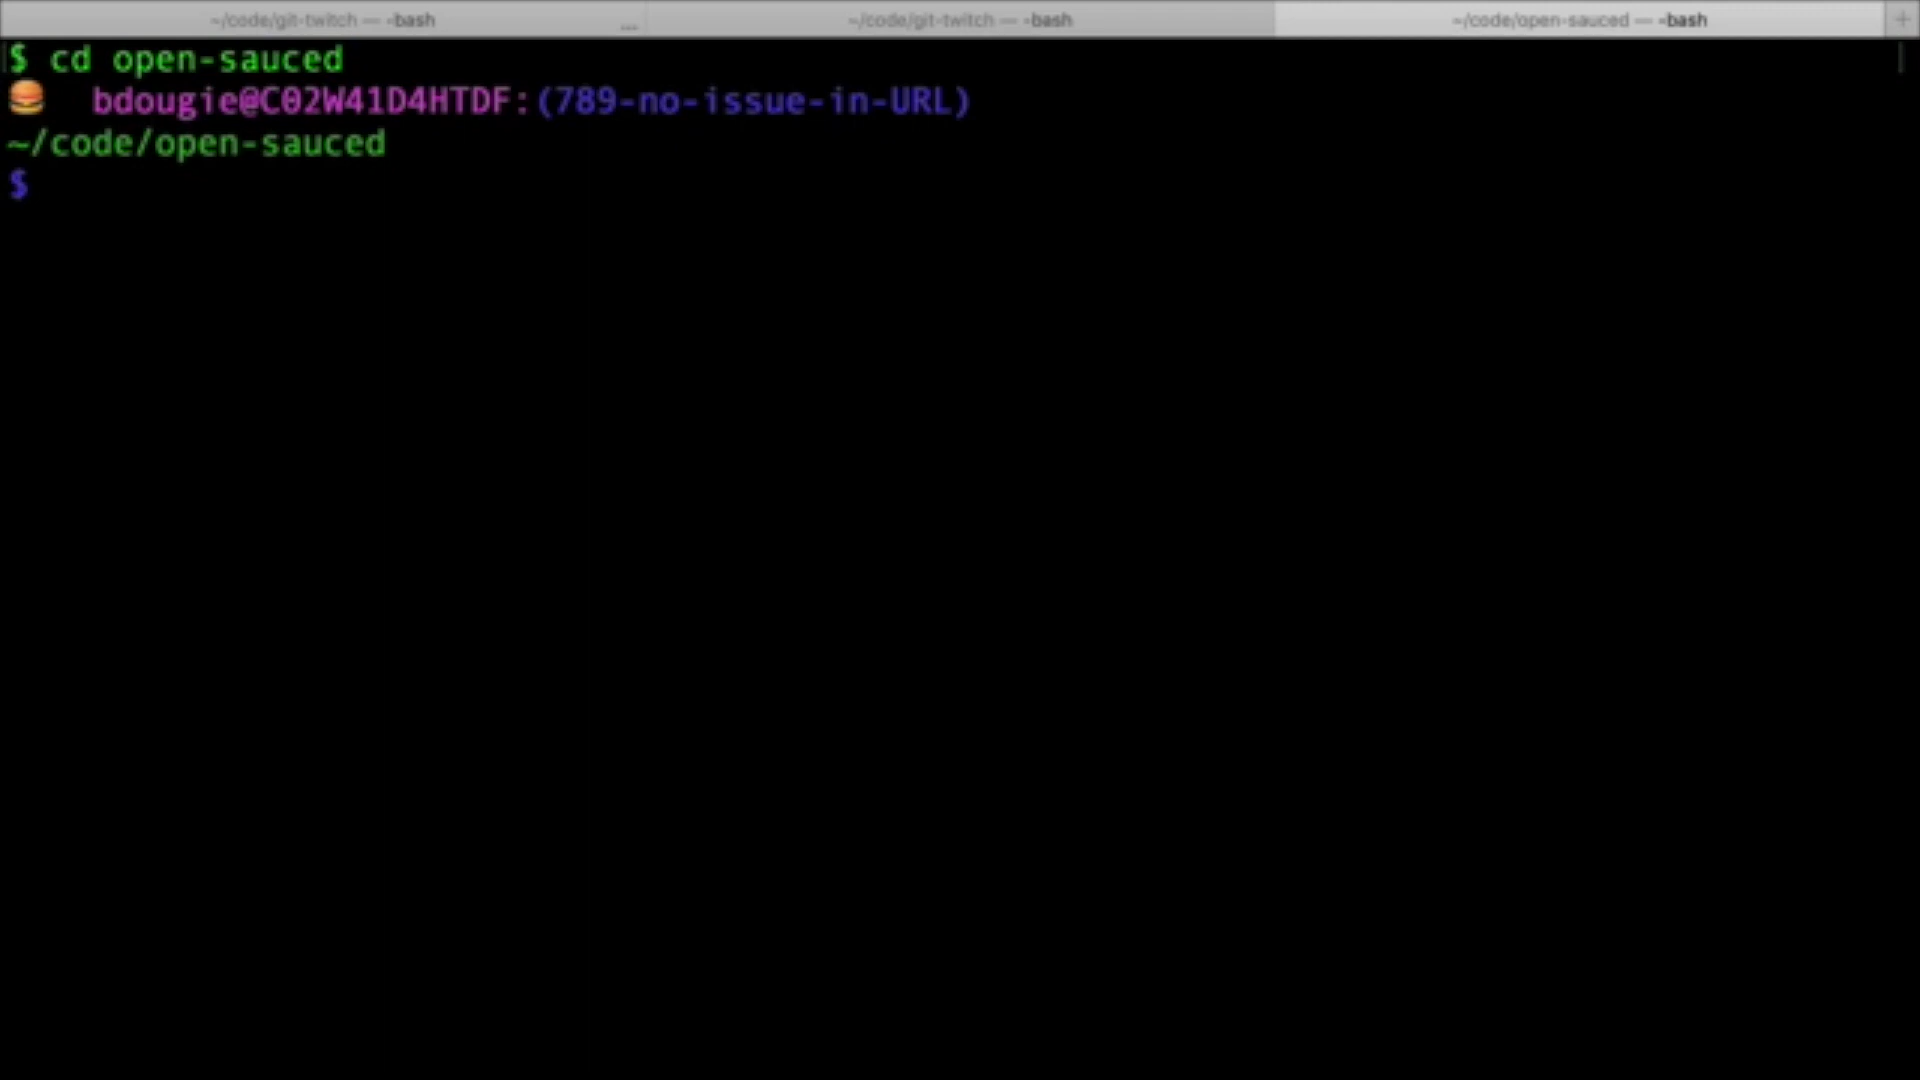 ~/code/git-twitch — -bash
...
~/code/git-twitch — -bash
~/code/open-sauced — -bash
+
$ cd open-sauced
🍔 bdougie@C02W41D4HTDF:(789-no-issue-in-URL)
~/code/open-sauced
$